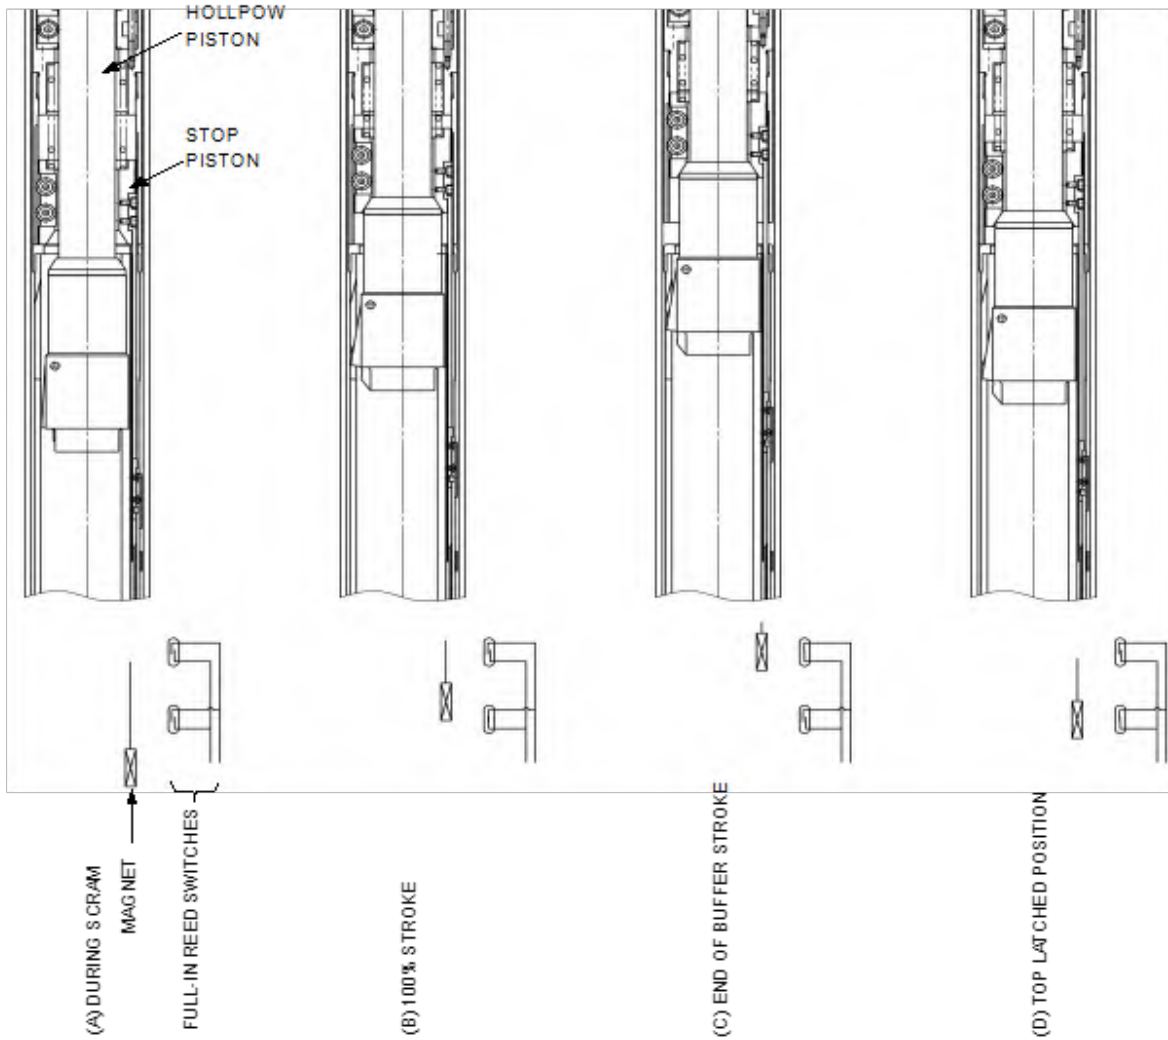 HOLLPOW
PISTON
STOP
PISTON
(A) DURING SCRAM
MAGNET
FULL-IN REED SWITCHES
(B) 100% STROKE
(C) END OF BUFFER STROKE
(D) TOP LATCHED POSITION